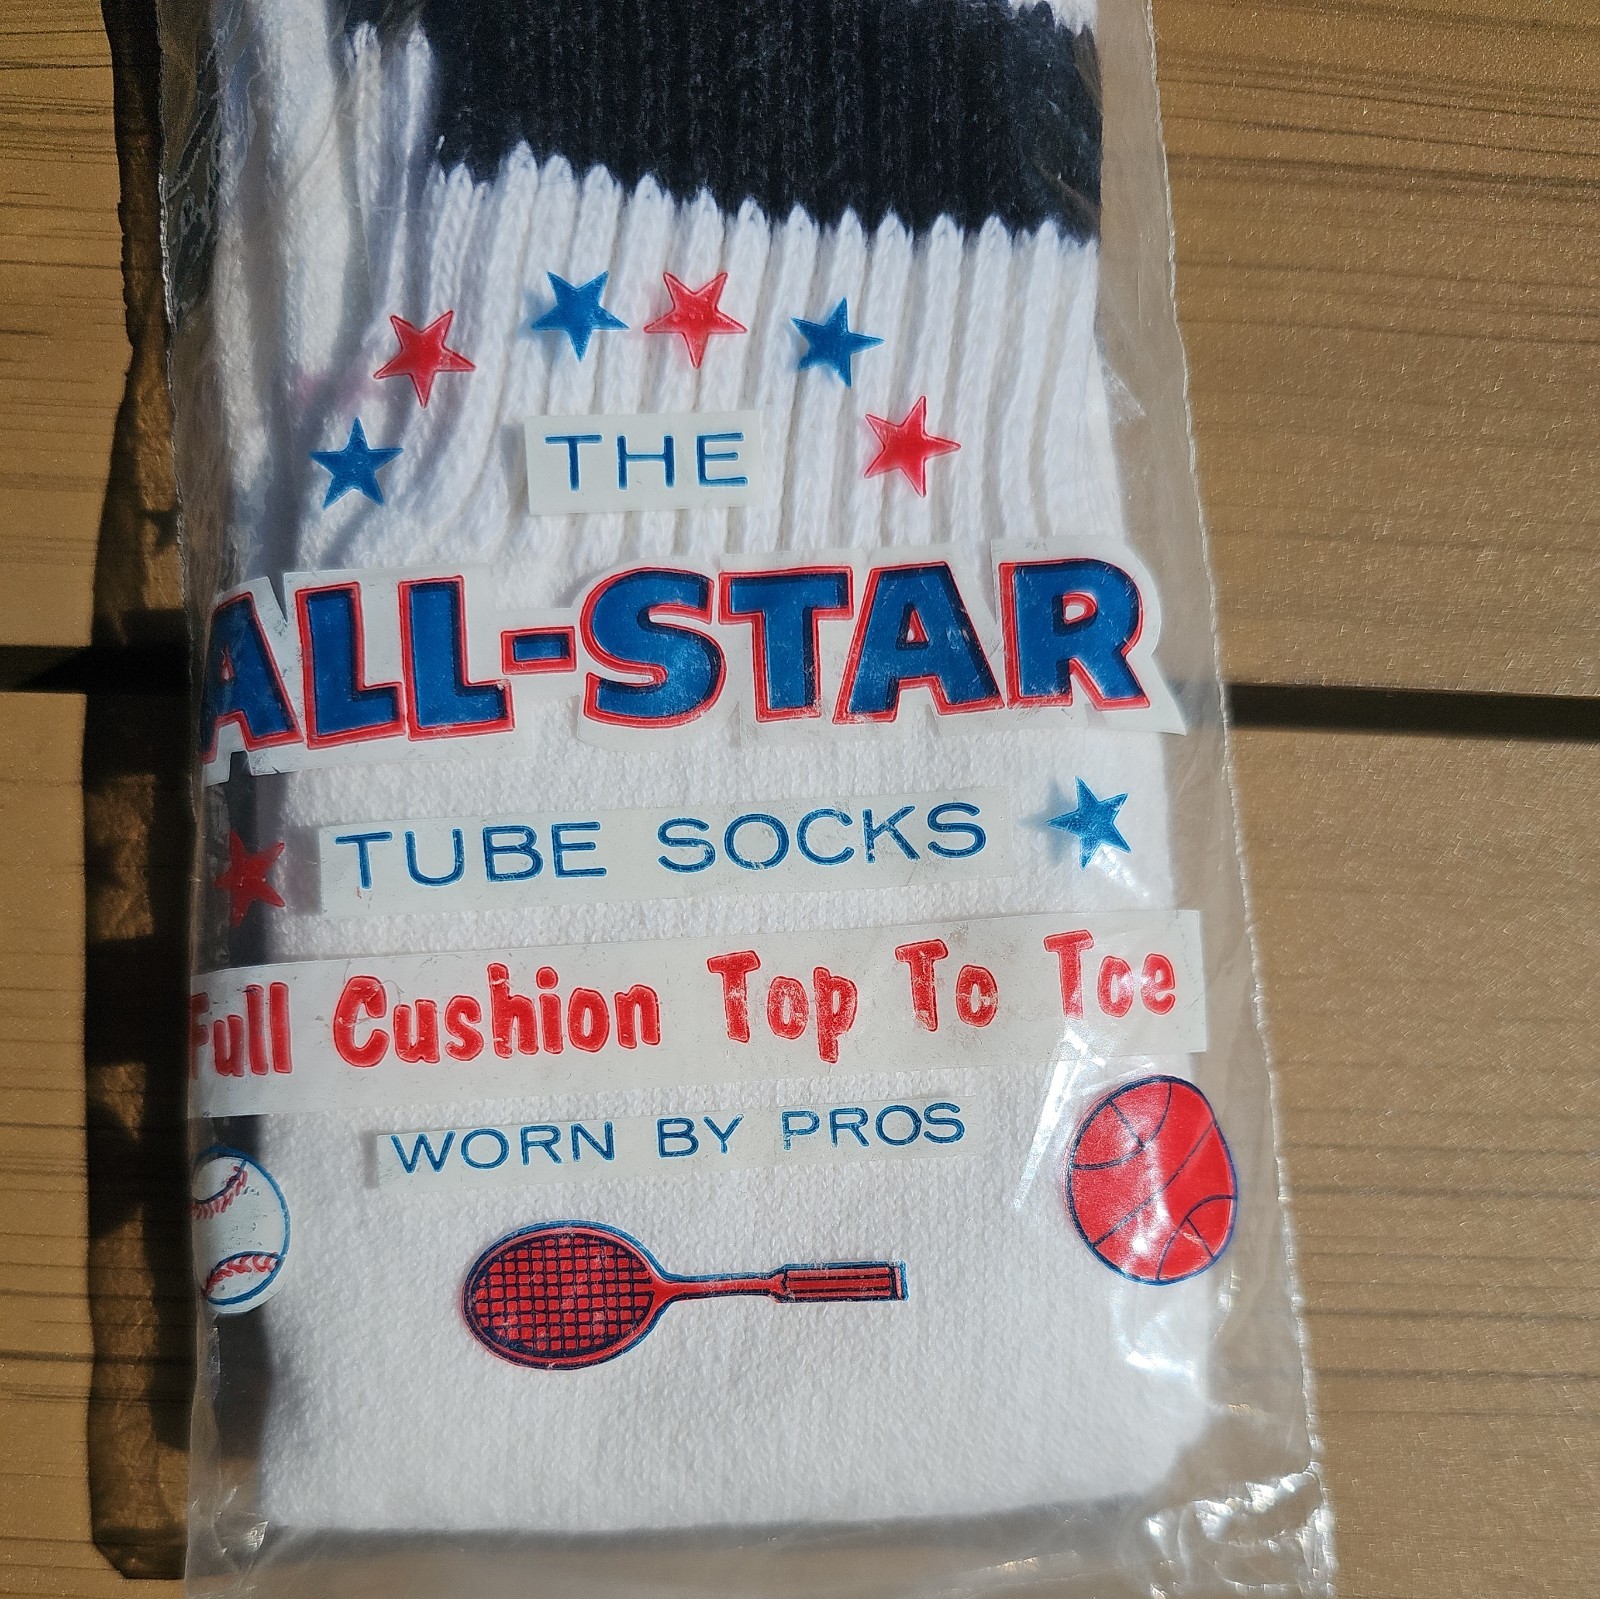 THE
ALL-STAR
TUBE SOCKS
Full Cushion Top To Toe
WORN BY PROS